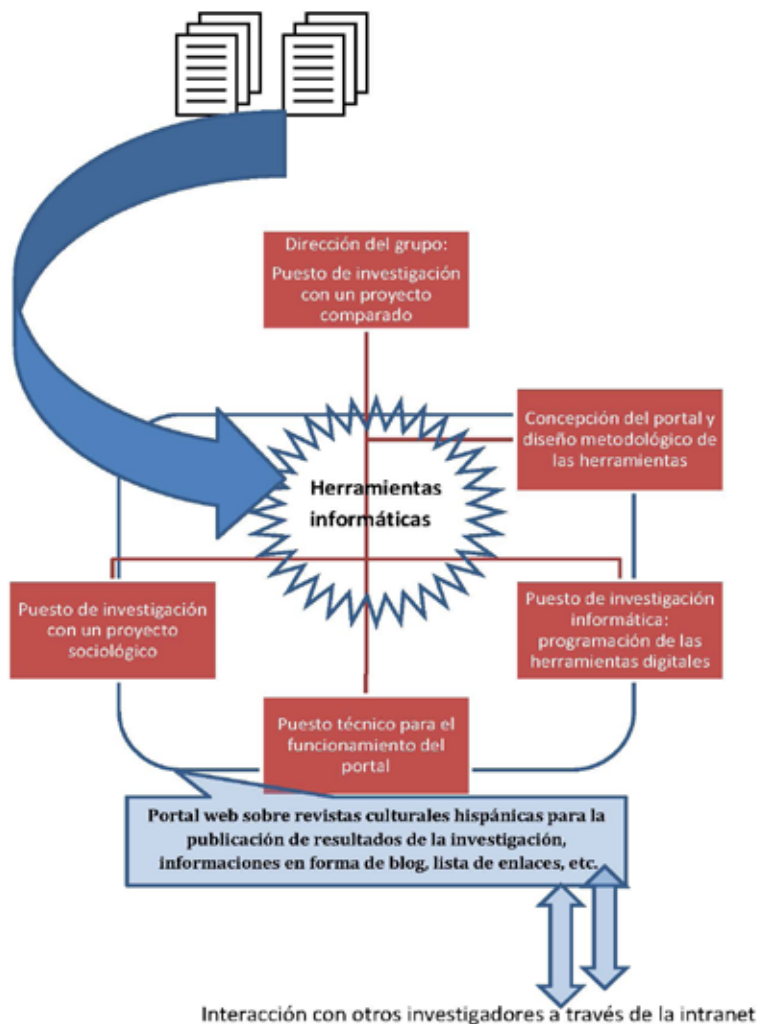 Dirección del grupo:
Puesto de investigación
con un proyecto
comparado
Concepción del portal y
diseño metodológico de
las herramientas
Herramientas
informáticas
Puesto de investigación
con un proyecto
sociológico
Puesto de investigación
informática:
programación de las
herramientas digitales
Puesto técnico para el
funcionamiento del
portal
Portal web sobre revistas culturales hispánicas para la
publicación de resultados de la investigación,
informaciones en forma de blog, lista de enlaces, etc.
Interacción con otros investigadores a través de la intranet